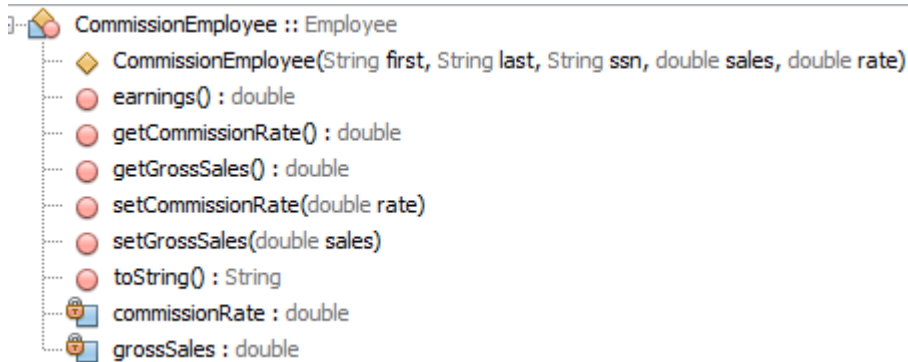 CommissionEmployee :: Employee
CommissionEmployee(String first, String last, String ssn, double sales, double rate)
earnings() : double
getCommissionRate() : double
getGrossSales() : double
setCommissionRate(double rate)
setGrossSales(double sales)
toString() : String
commissionRate : double
grossSales : double